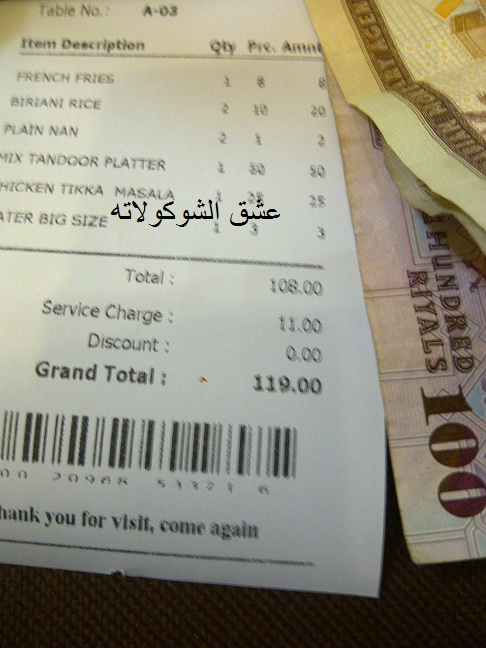 Table No.: A-03
Item Description Qty Prc. Amnt
FRENCH FRIES 1 8 8
BIRIANI RICE 2 10 20
PLAIN NAN 2 1 2
MIX TANDOOR PLATTER 1 50 50
HICKEN TIKKA MASALA 1 25 25
عشق الشوكولاته
ATER BIG SIZE 1 3 3
Total : 108.00
Service Charge : 11.00
Discount : 0.00
Grand Total : 119.00
hank you for visit, come again
HUNDRED
RIYALS
100